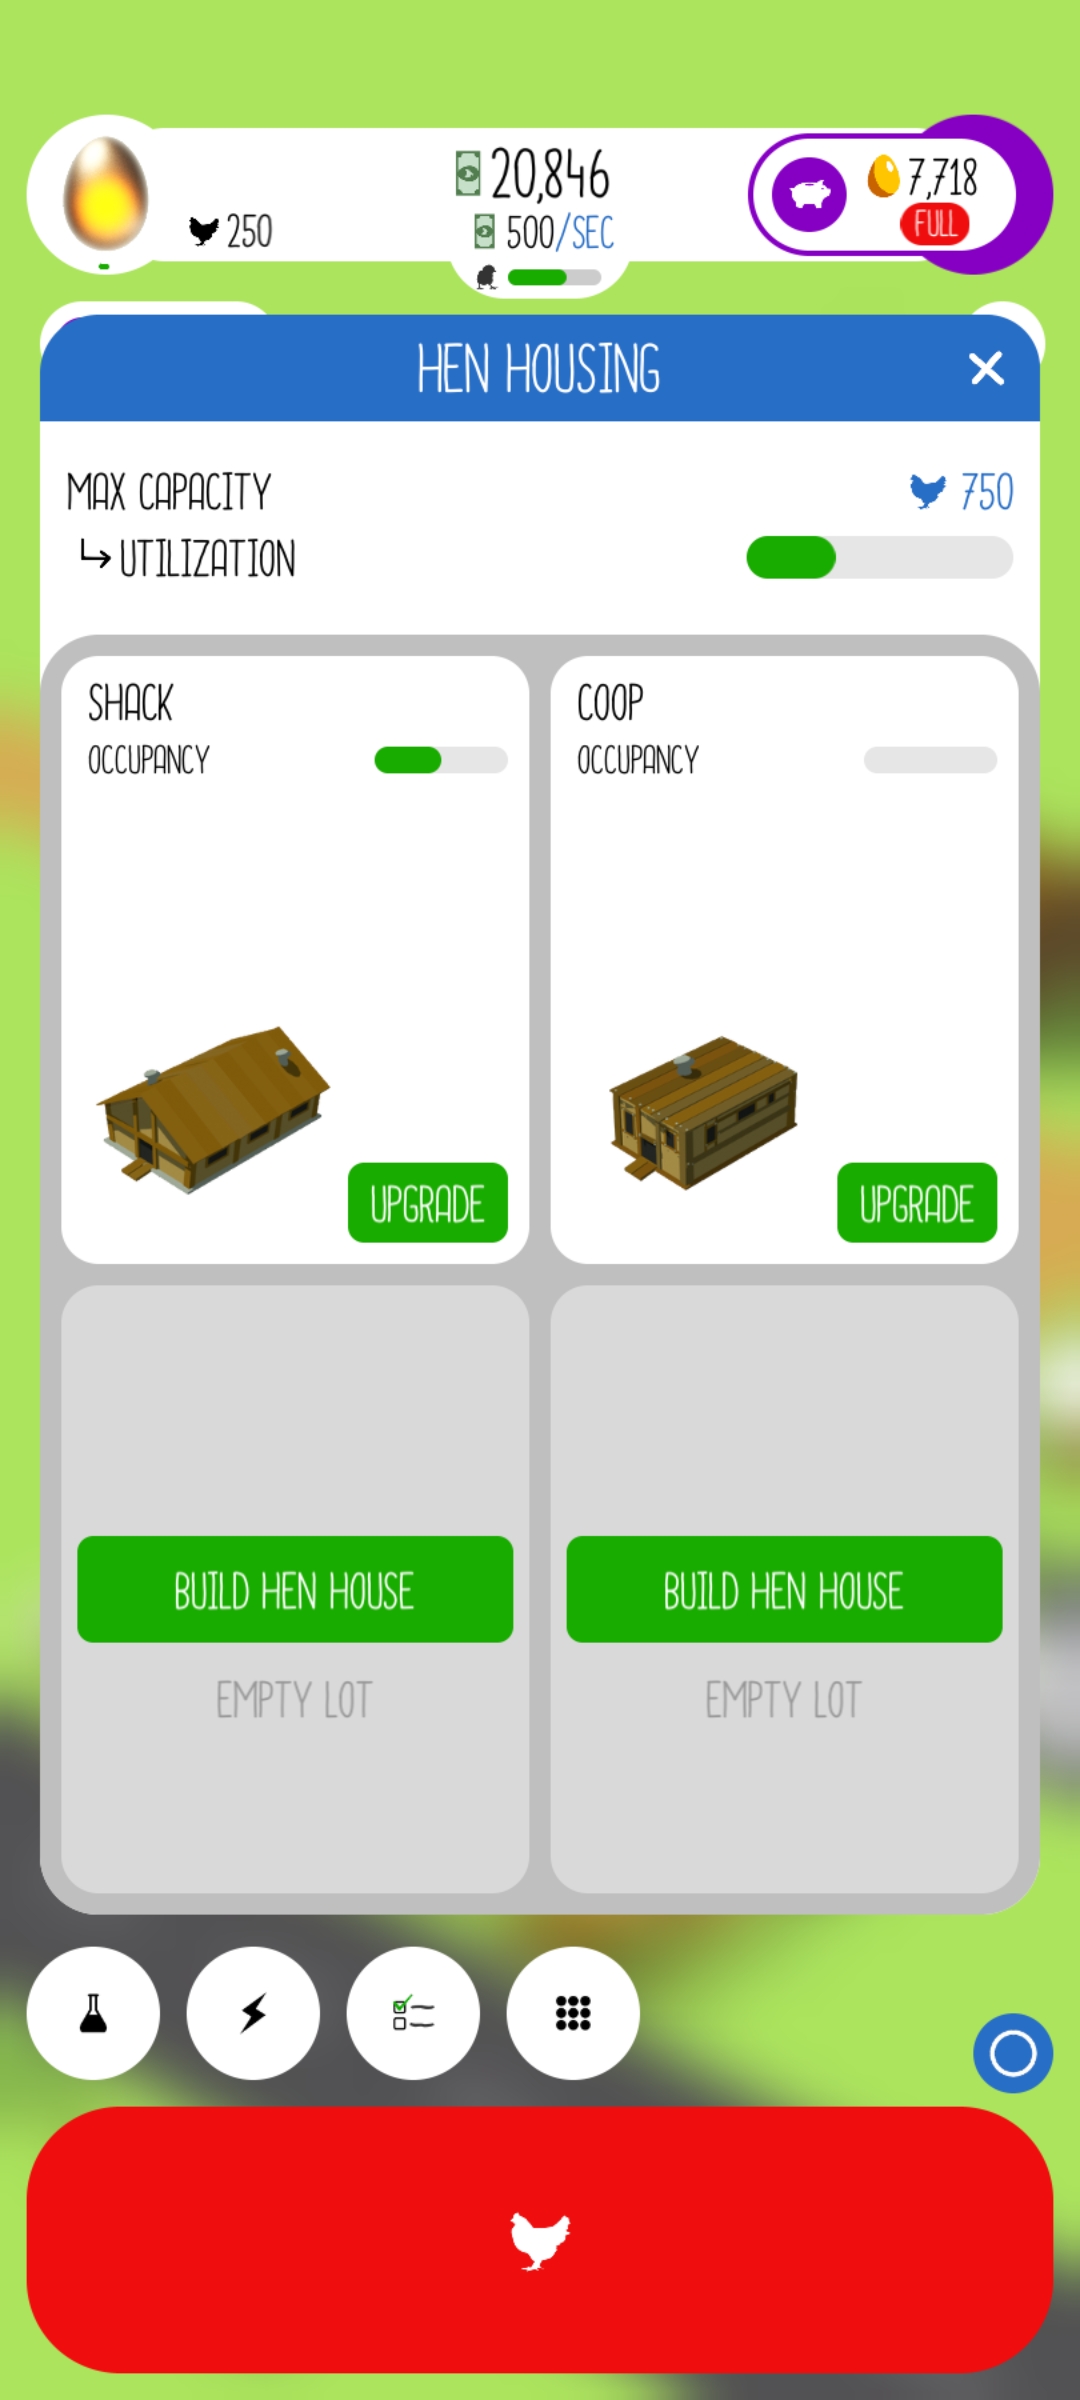 20,846
7,718
250
500/SEC
FULL
HEN HOUSING
MAX CAPACITY
750
UTILIZATION
SHACK
OCCUPANCY
UPGRADE
COOP
OCCUPANCY
UPGRADE
BUILD HEN HOUSE
EMPTY LOT
BUILD HEN HOUSE
EMPTY LOT